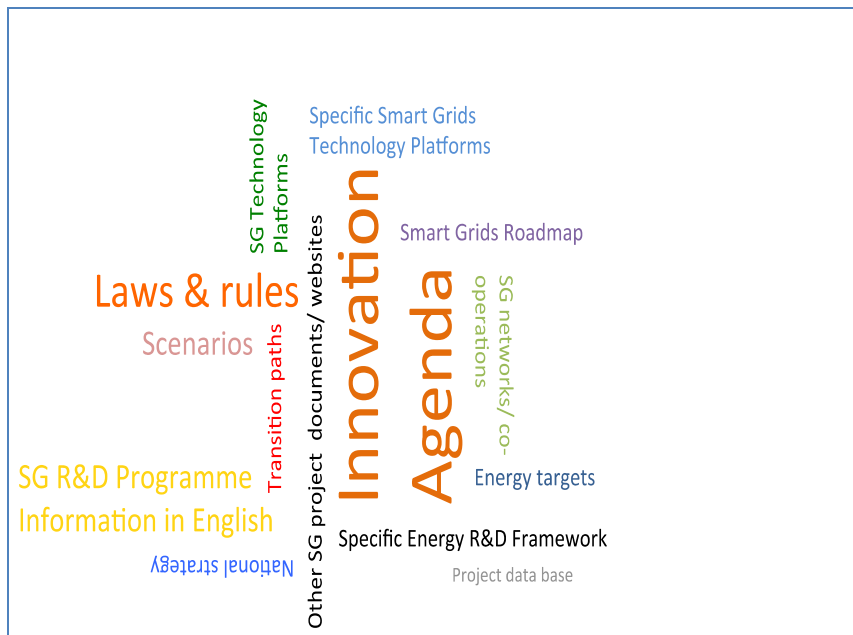 Specific Smart Grids
Technology Platforms
SG Technology
Platforms
Innovation
Agenda
Smart Grids Roadmap
Laws & rules
Scenarios
Transition paths
Other SG project documents/ websites
SG networks/ co-
operations
SG R&D Programme
Information in English
Energy targets
National strategy
Specific Energy R&D Framework
Project data base